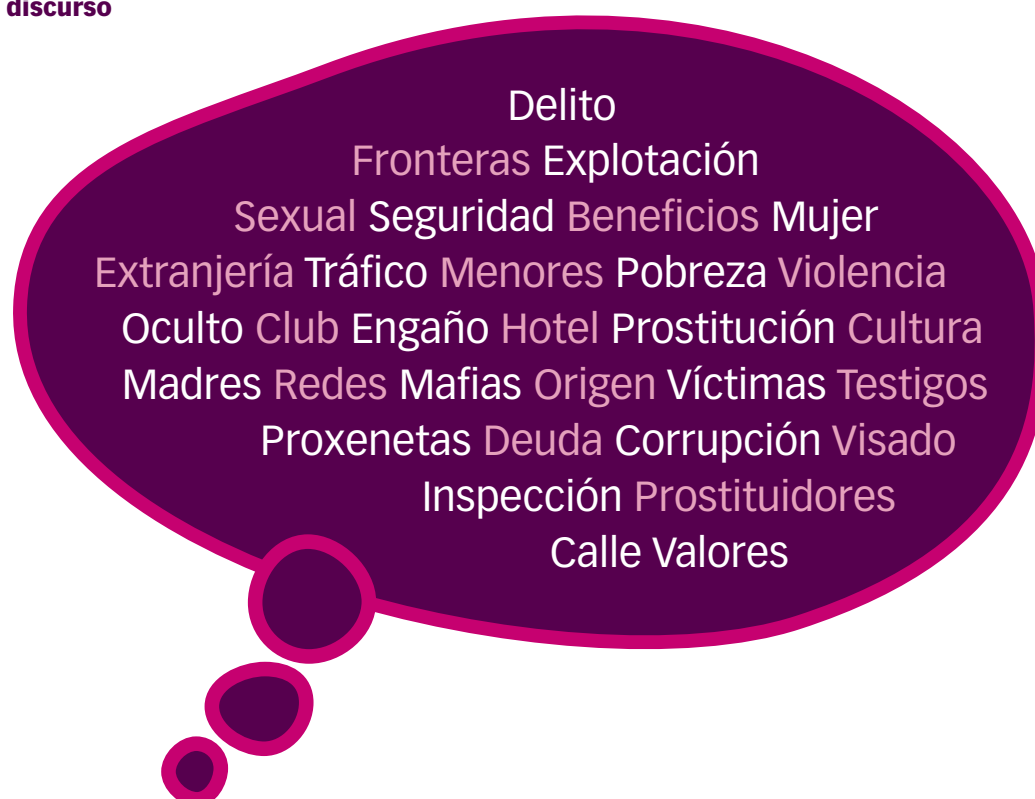 discurso
Delito
Fronteras Explotación
Sexual Seguridad Beneficios Mujer
Extranjería Tráfico Menores Pobreza Violencia
Oculto Club Engaño Hotel Prostitución Cultura
Madres Redes Mafias Origen Víctimas Testigos
Proxenetas Deuda Corrupción Visado
Inspección Prostituidores
Calle Valores